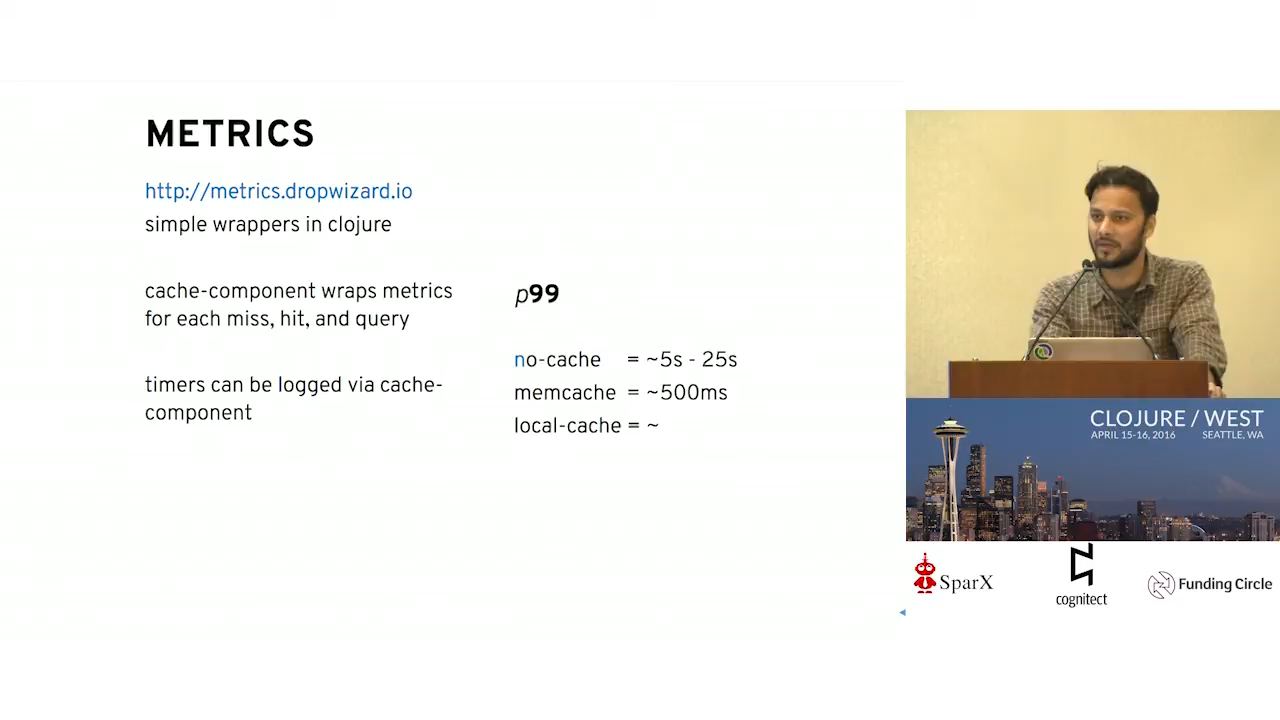 METRICS
http://metrics.dropwizard.io
simple wrappers in clojure
cache-component wraps metrics
for each miss, hit, and query
timers can be logged via cache-
component
p99
no-cache = ~5s - 25s
memcache = ~500ms
local-cache = ~
CLOJURE / WEST
APRIL 15-16, 2016 SEATTLE, WA
SparX
cognitect
Funding Circle